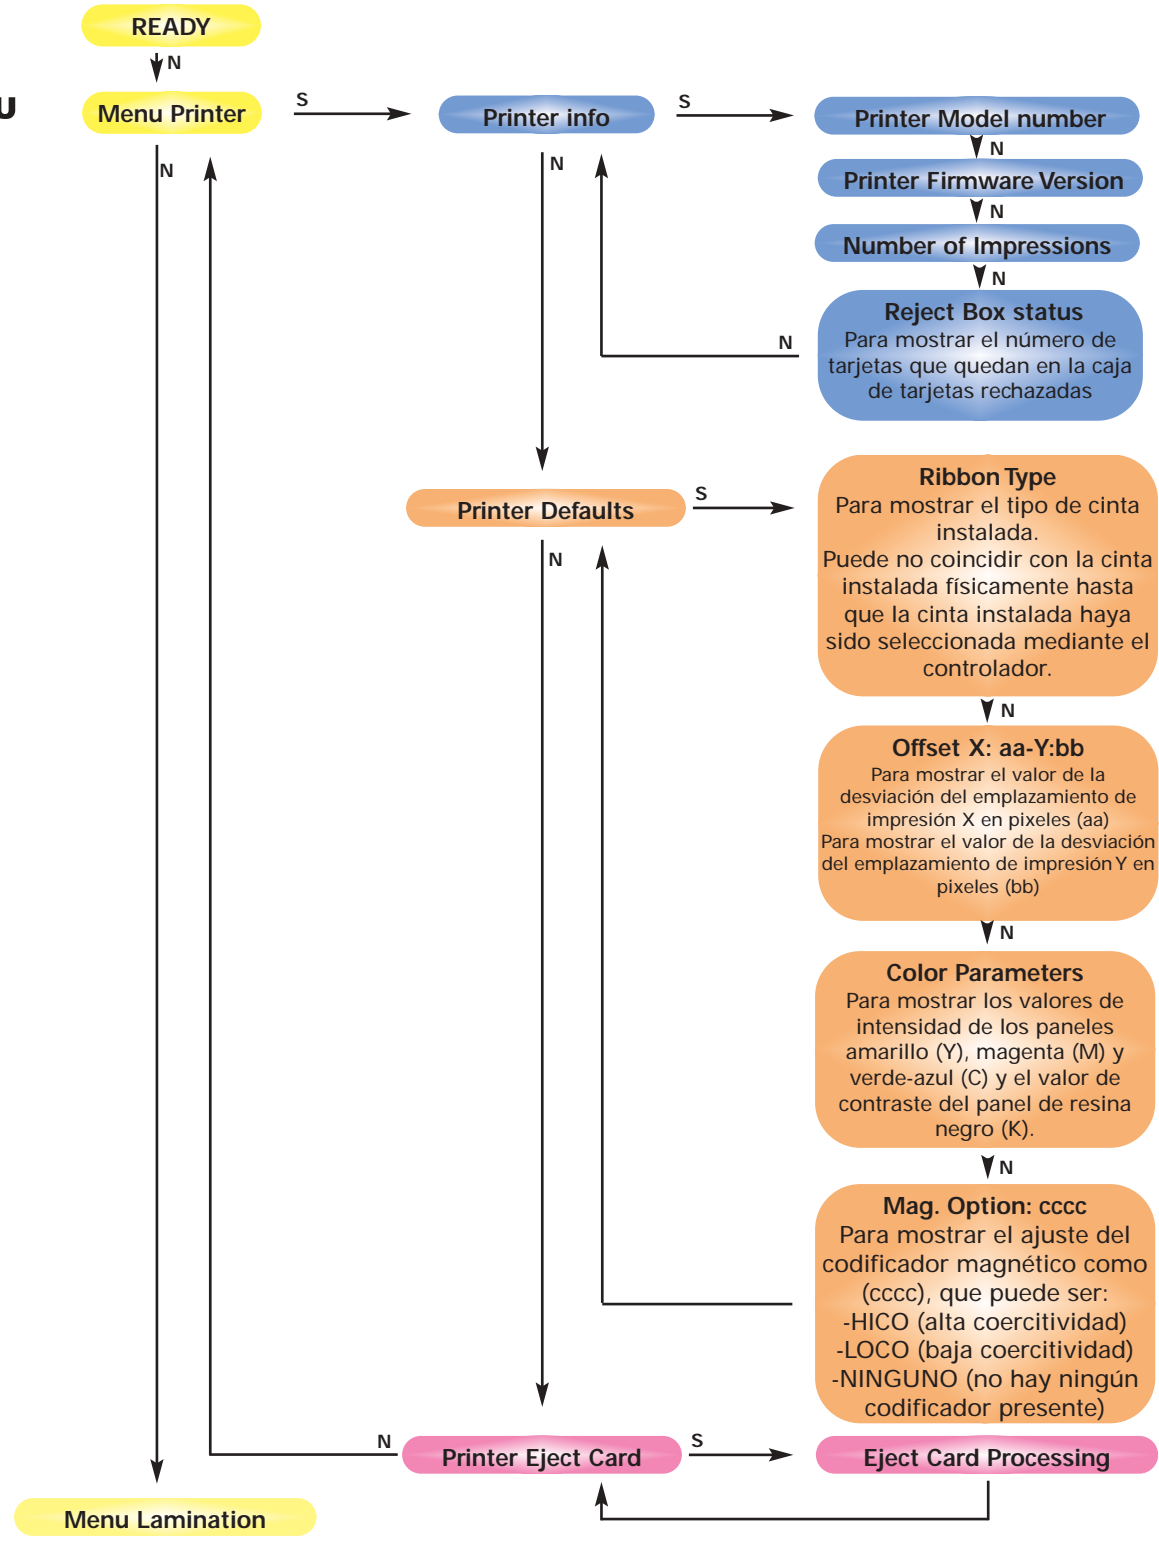 READY
N
U
Menu Printer
S
Printer info
S
Printer Model number
N
N
N
Printer Firmware Version
N
Number of Impressions
N
Reject Box status
Para mostrar el número de
tarjetas que quedan en la caja
de tarjetas rechazadas
N
Printer Defaults
S
N
Ribbon Type
Para mostrar el tipo de cinta
instalada.
Puede no coincidir con la cinta
instalada físicamente hasta
que la cinta instalada haya
sido seleccionada mediante el
controlador.
N
Offset X: aa-Y:bb
Para mostrar el valor de la
desviación del emplazamiento de
impresión X en pixeles (aa)
Para mostrar el valor de la desviación
del emplazamiento de impresión Y en
pixeles (bb)
N
Color Parameters
Para mostrar los valores de
intensidad de los paneles
amarillo (Y), magenta (M) y
verde-azul (C) y el valor de
contraste del panel de resina
negro (K).
N
Mag. Option: cccc
Para mostrar el ajuste del
codificador magnético como
(cccc), que puede ser:
-HICO (alta coercitividad)
-LOCO (baja coercitividad)
-NINGUNO (no hay ningún
codificador presente)
N
Printer Eject Card
S
Eject Card Processing
Menu Lamination